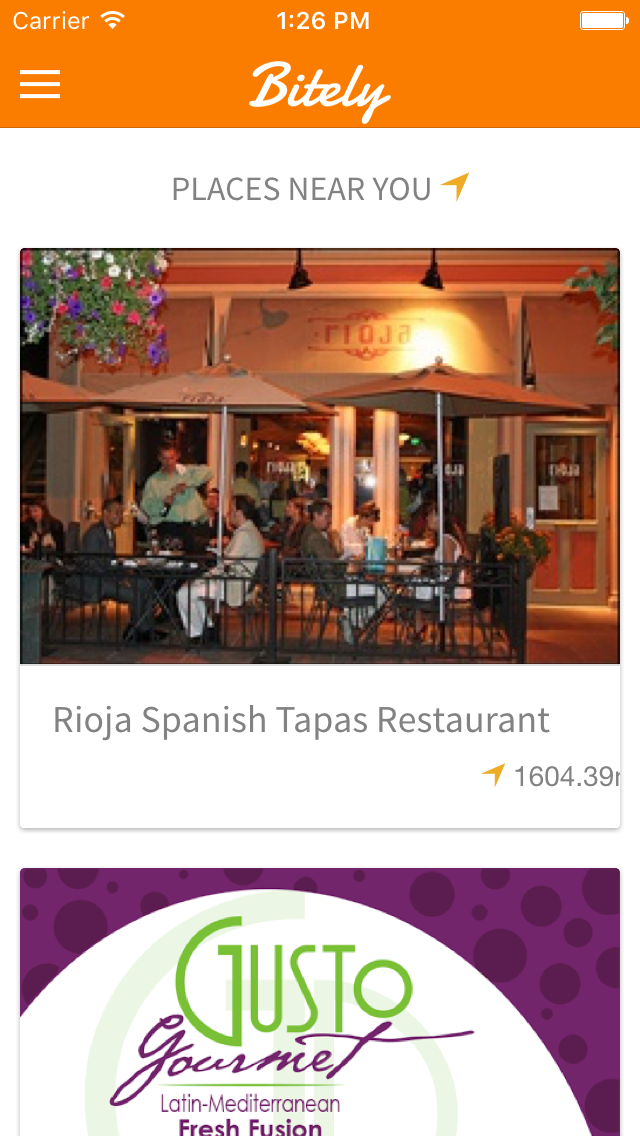 Carrier
1:26 PM
Bitely
PLACES NEAR YOU
rioja
Rioja Spanish Tapas Restaurant
1604.39
GUSTO
Gourmet
Latin-Mediterranean
Fresh Fusion